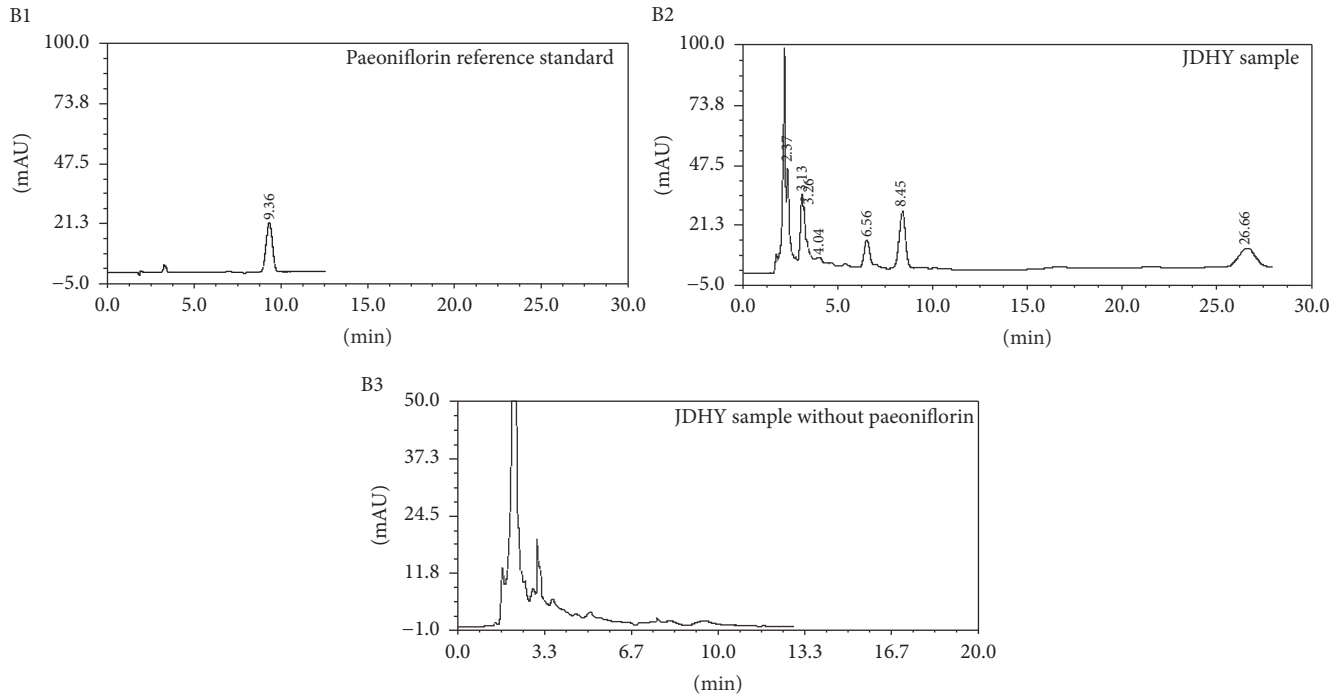 B1
Paeoniflorin reference standard
100.0
73.8
47.5
21.3
−5.0
(mAU)
9.36
0.0 5.0 10.0 15.0 20.0 25.0 30.0
(min)
B2
JDHY sample
100.0
73.8
47.5
21.3
−5.0
(mAU)
2.37
3.13
3.26
4.04
6.56
8.45
26.66
0.0 5.0 10.0 15.0 20.0 25.0 30.0
(min)
B3
JDHY sample without paeoniflorin
50.0
37.3
24.5
11.8
−1.0
(mAU)
0.0 3.3 6.7 10.0 13.3 16.7 20.0
(min)